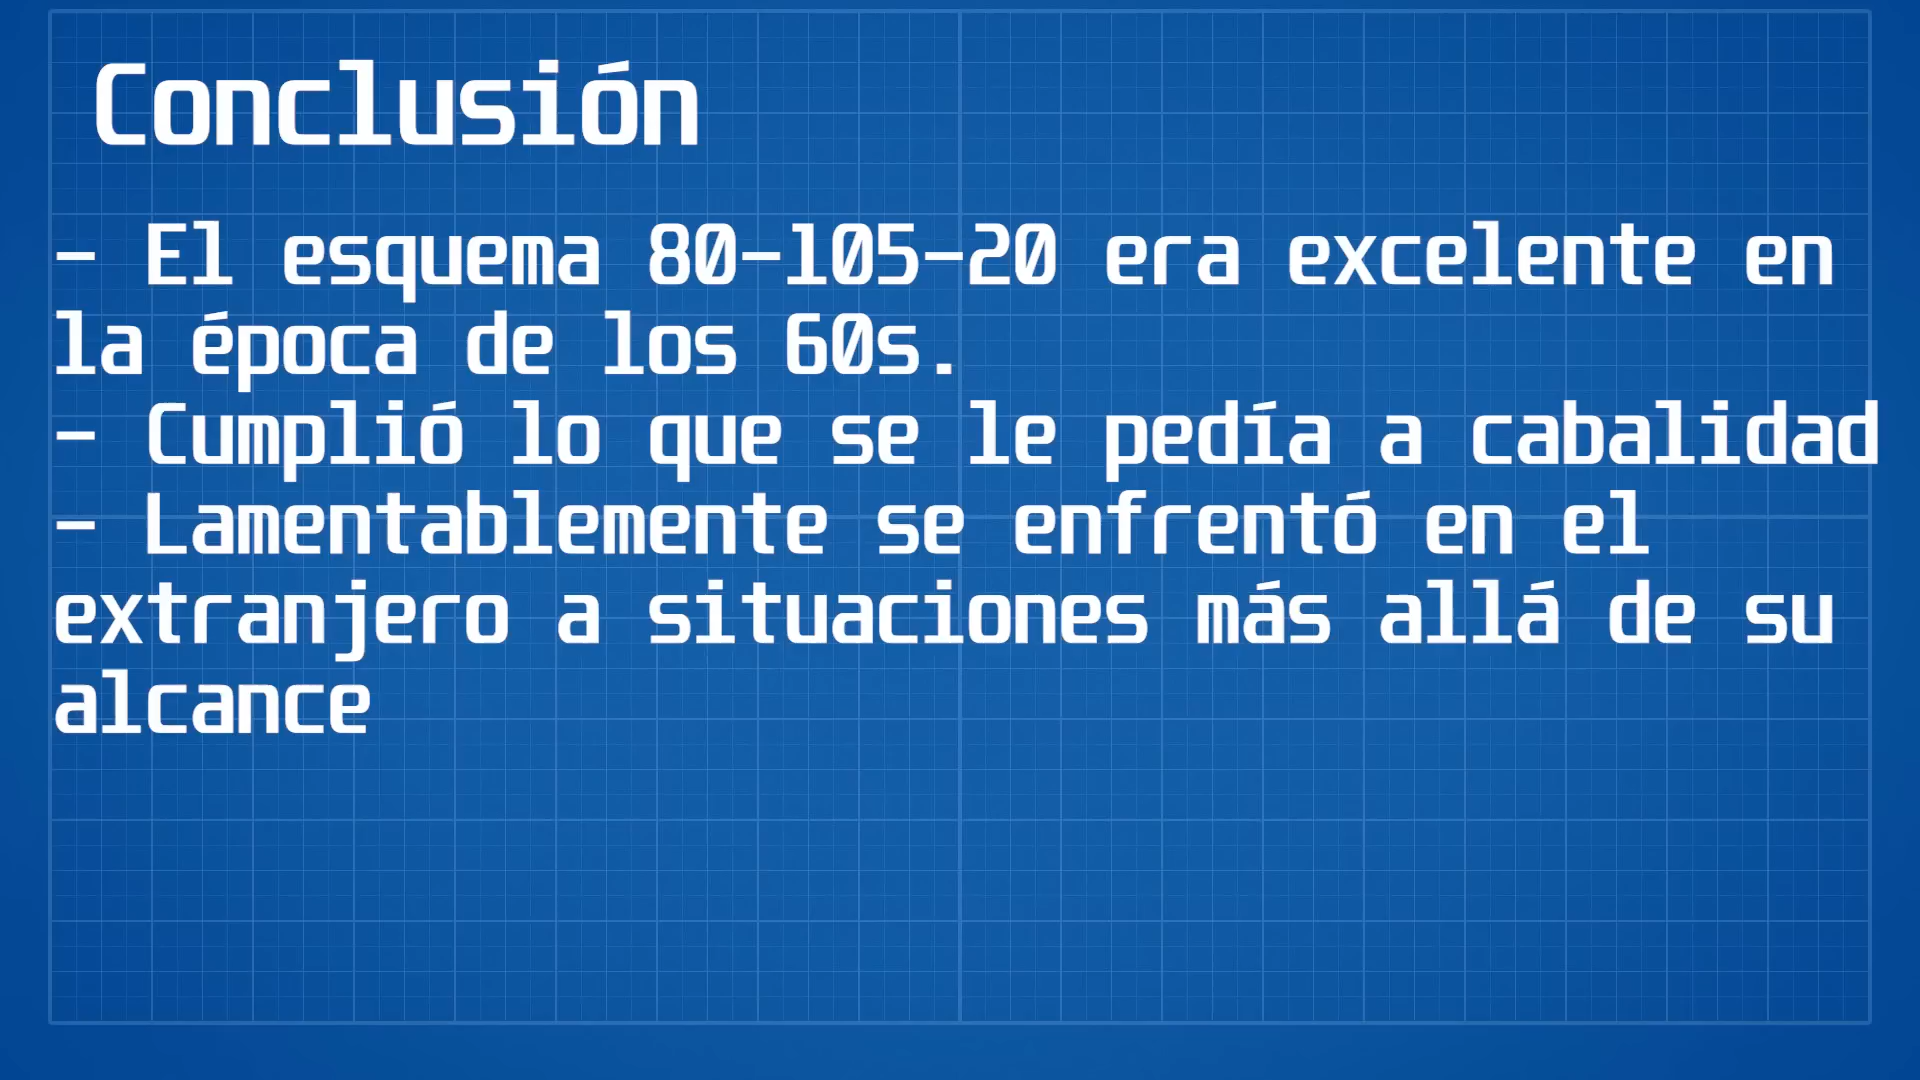 Conclusión
- El esquema 80-105-20 era excelente en
la época de los 60s.
- Cumplió lo que se le pedía a cabalidad
- Lamentablemente se enfrentó en el
extranjero a situaciones más allá de su
alcance